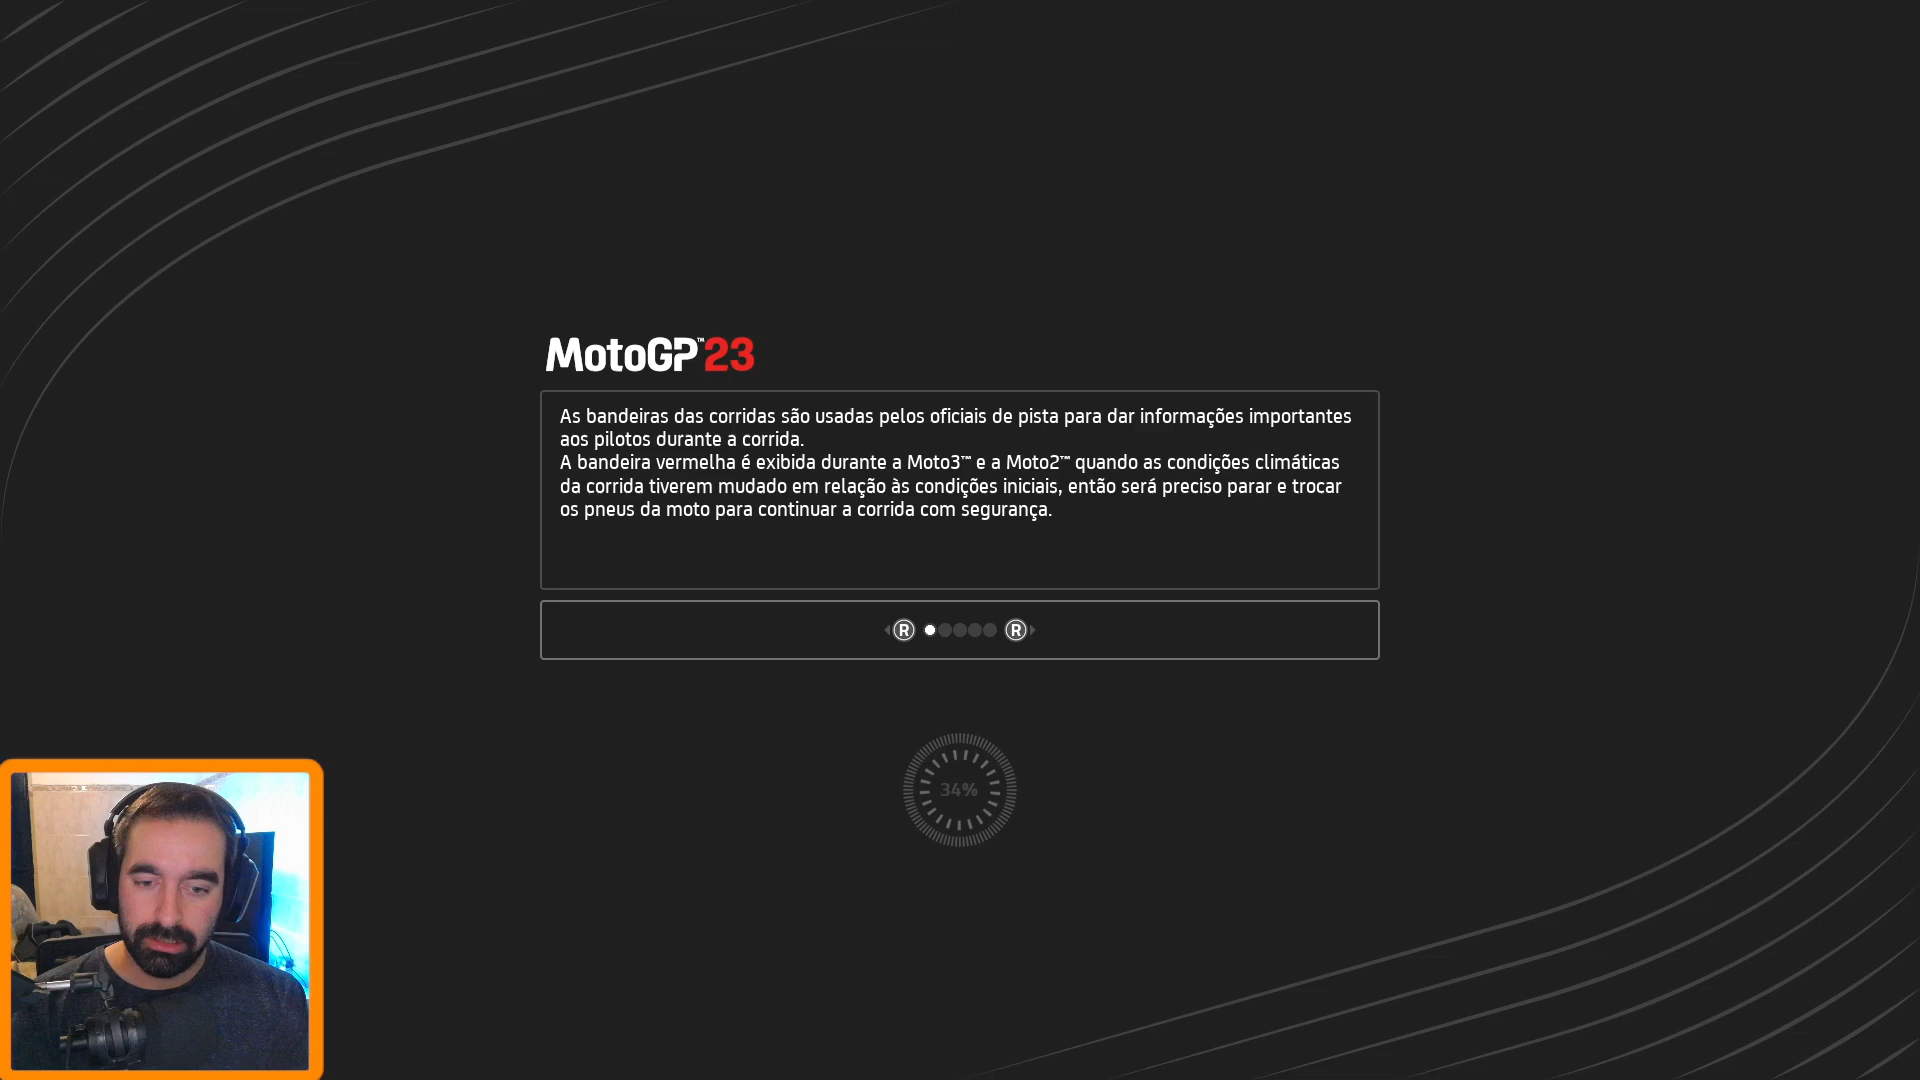 MotoGP™23
As bandeiras das corridas são usadas pelos oficiais de pista para dar informações importantes
aos pilotos durante a corrida.
A bandeira vermelha é exibida durante a Moto3™ e a Moto2™ quando as condições climáticas
da corrida tiverem mudado em relação às condições iniciais, então será preciso parar e trocar
os pneus da moto para continuar a corrida com segurança.
R R
34%